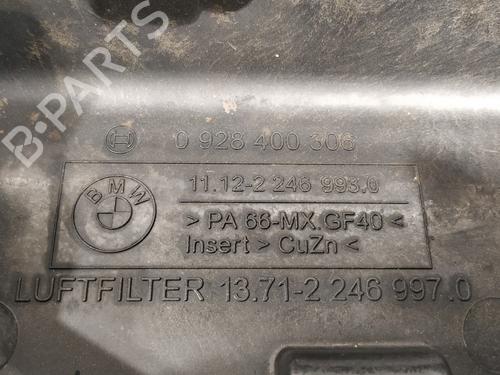 B-PARTS
0 928 400 306
BMW
11.12-2 246 993.0
> PA 66-MX.GF40 <
Insert > CuZn <
LUFTFILTER 13.71-2 246 997.0